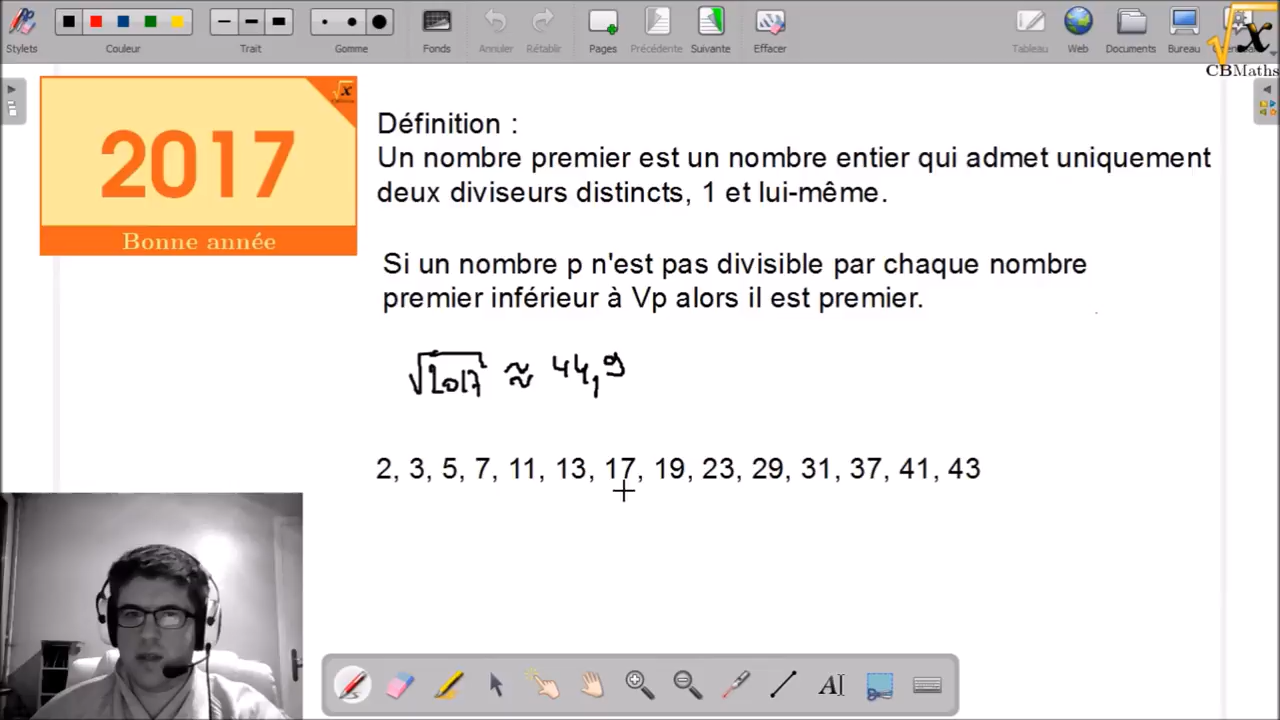 Stylets Couleur Trait Gomme Fonds Annuler Rétablir Pages Précédente Suivante Effacer Tableau Web Documents Bureau
√x
CBMaths
2017
Bonne année
Définition :
Un nombre premier est un nombre entier qui admet uniquement
deux diviseurs distincts, 1 et lui-même.
Si un nombre p n'est pas divisible par chaque nombre
premier inférieur à Vp alors il est premier.
√2017 ≈ 44,9
2, 3, 5, 7, 11, 13, 17, 19, 23, 29, 31, 37, 41, 43
AI